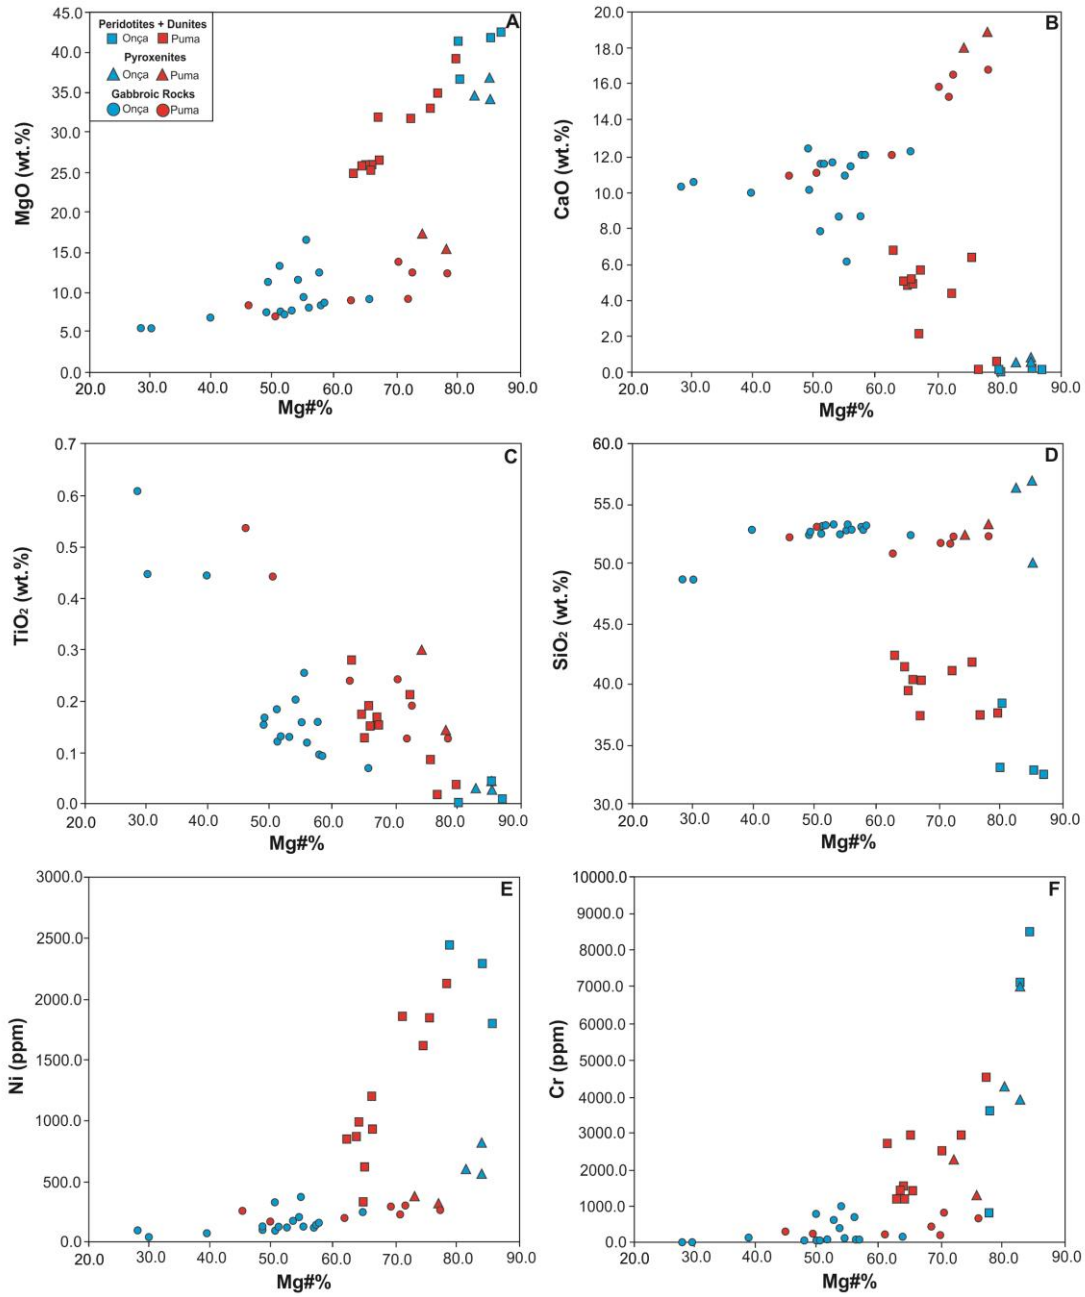 A
MgO (wt.%)
45.0
40.0
35.0
30.0
25.0
20.0
15.0
10.0
5.0
0.0
Peridotites + Dunites
Onça Puma
Pyroxenites
Onça Puma
Gabbroic Rocks
Onça Puma
20.0 30.0 40.0 50.0 60.0 70.0 80.0 90.0
Mg#%
B
CaO (wt.%)
20.0
18.0
16.0
14.0
12.0
10.0
8.0
6.0
4.0
2.0
0.0
20.0 30.0 40.0 50.0 60.0 70.0 80.0 90.0
Mg#%
C
TiO2 (wt.%)
0.7
0.6
0.5
0.4
0.3
0.2
0.1
0.0
20.0 30.0 40.0 50.0 60.0 70.0 80.0 90.0
Mg#%
D
SiO2 (wt.%)
60.0
55.0
50.0
45.0
40.0
35.0
30.0
20.0 30.0 40.0 50.0 60.0 70.0 80.0 90.0
Mg#%
E
Ni (ppm)
3000.0
2500.0
2000.0
1500.0
1000.0
500.0
0.0
20.0 30.0 40.0 50.0 60.0 70.0 80.0 90.0
Mg#%
F
Cr (ppm)
10000.0
9000.0
8000.0
7000.0
6000.0
5000.0
4000.0
3000.0
2000.0
1000.0
0.0
20.0 30.0 40.0 50.0 60.0 70.0 80.0 90.0
Mg#%